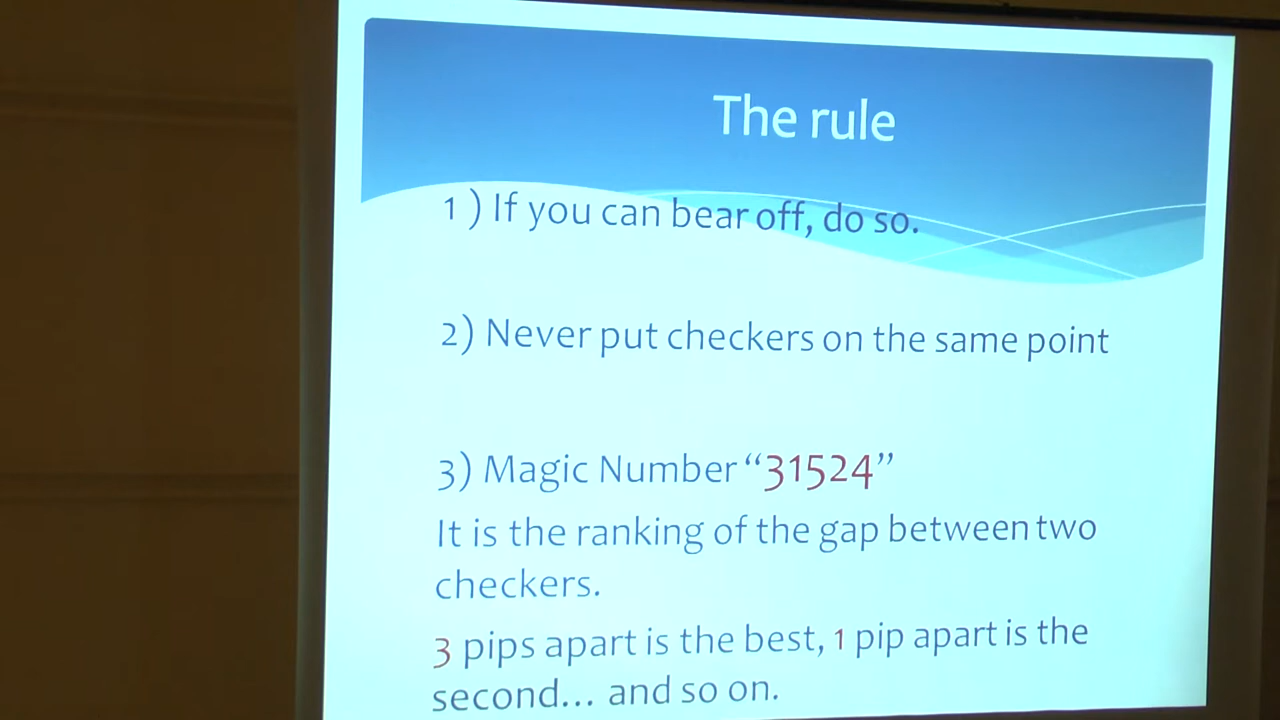 The rule
1 ) If you can bear off, do so.
2) Never put checkers on the same point
3) Magic Number “31524”
It is the ranking of the gap between two
checkers.
3 pips apart is the best, 1 pip apart is the
second... and so on.